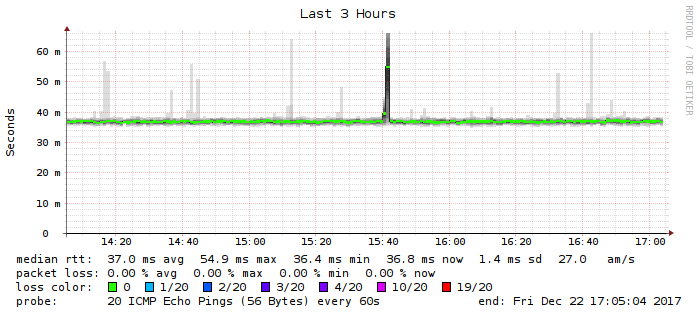 Last 3 Hours
RRDTOOL / TOBI OETIKER
Seconds
60 m
50 m
40 m
30 m
20 m
10 m
0
14:20 14:40 15:00 15:20 15:40 16:00 16:20 16:40 17:00
median rtt: 37.0 ms avg 54.9 ms max 36.4 ms min 36.8 ms now 1.4 ms sd 27.0 am/s
packet loss: 0.00 % avg 0.00 % max 0.00 % min 0.00 % now
loss color: 0 1/20 2/20 3/20 4/20 10/20 19/20
probe: 20 ICMP Echo Pings (56 Bytes) every 60s end: Fri Dec 22 17:05:04 2017